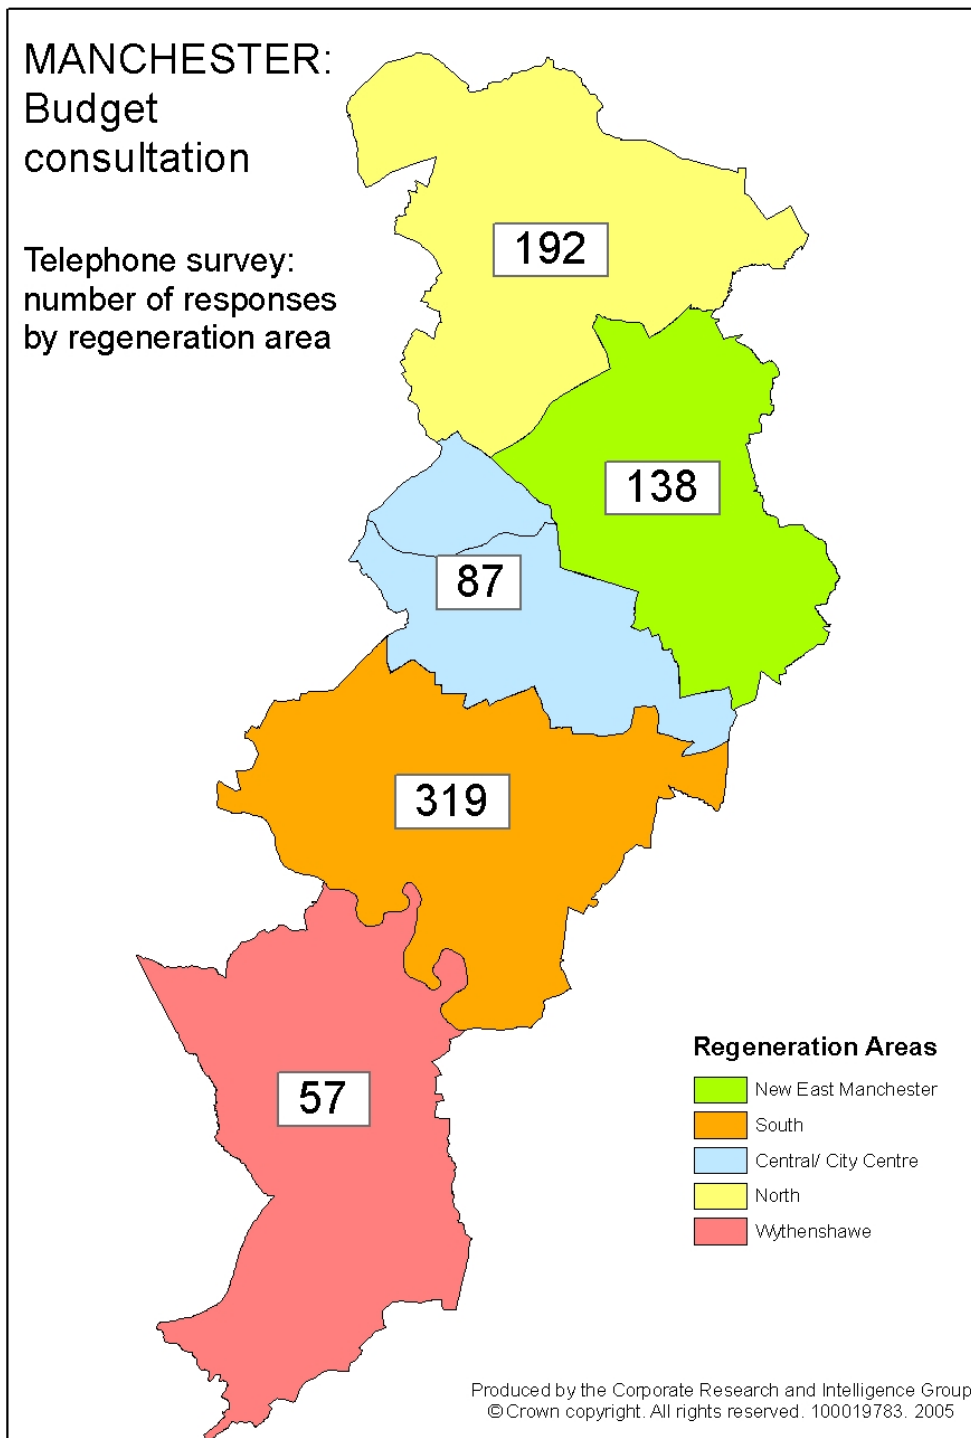 MANCHESTER:
Budget
consultation
Telephone survey:
number of responses
by regeneration area
192
138
87
319
57
Regeneration Areas
New East Manchester
South
Central/ City Centre
North
Wythenshawe
Produced by the Corporate Research and Intelligence Group
© Crown copyright. All rights reserved. 100019783. 2005